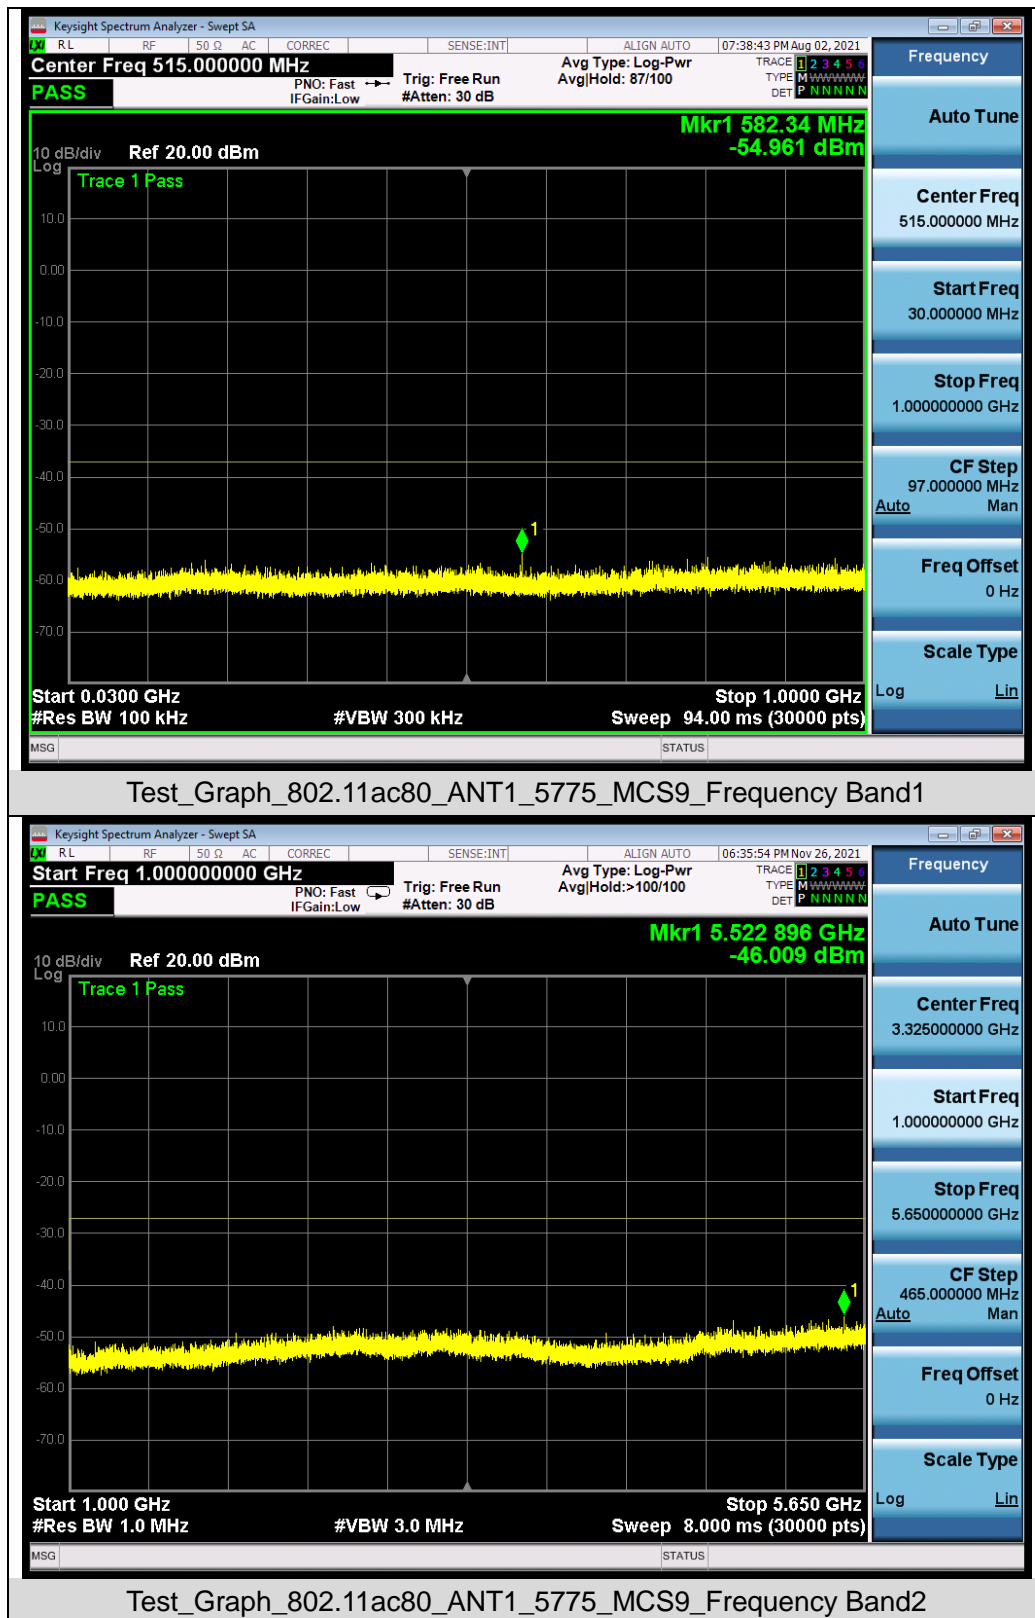 Keysight Spectrum Analyzer - Swept SA
LXI RL RF 50 Ω AC CORREC SENSE:INT ALIGN AUTO 07:38:43 PM Aug 02, 2021
Center Freq 515.000000 MHz
PASS
PNO: Fast
IFGain:Low
Trig: Free Run
#Atten: 30 dB
Avg Type: Log-Pwr
Avg|Hold: 87/100
TRACE 1 2 3 4 5 6
TYPE M WWWWW
DET P N N N N N
Mkr1 582.34 MHz
-54.961 dBm
10 dB/div Ref 20.00 dBm
Log
Trace 1 Pass
10.0
0.00
-10.0
-20.0
-30.0
-40.0
-50.0
-60.0
-70.0
1
Start 0.0300 GHz Stop 1.0000 GHz
#Res BW 100 kHz #VBW 300 kHz Sweep 94.00 ms (30000 pts)
MSG STATUS
Frequency
Auto Tune
Center Freq
515.000000 MHz
Start Freq
30.000000 MHz
Stop Freq
1.000000000 GHz
CF Step
97.000000 MHz
Auto Man
Freq Offset
0 Hz
Scale Type
Log Lin
Test_Graph_802.11ac80_ANT1_5775_MCS9_Frequency Band1
Keysight Spectrum Analyzer - Swept SA
LXI RL RF 50 Ω AC CORREC SENSE:INT ALIGN AUTO 06:35:54 PM Nov 26, 2021
Start Freq 1.000000000 GHz
PASS
PNO: Fast
IFGain:Low
Trig: Free Run
#Atten: 30 dB
Avg Type: Log-Pwr
Avg|Hold:>100/100
TRACE 1 2 3 4 5 6
TYPE M WWWWW
DET P N N N N N
Mkr1 5.522 896 GHz
-46.009 dBm
10 dB/div Ref 20.00 dBm
Log
Trace 1 Pass
10.0
0.00
-10.0
-20.0
-30.0
-40.0
-50.0
-60.0
-70.0
1
Start 1.000 GHz Stop 5.650 GHz
#Res BW 1.0 MHz #VBW 3.0 MHz Sweep 8.000 ms (30000 pts)
MSG STATUS
Frequency
Auto Tune
Center Freq
3.325000000 GHz
Start Freq
1.000000000 GHz
Stop Freq
5.650000000 GHz
CF Step
465.000000 MHz
Auto Man
Freq Offset
0 Hz
Scale Type
Log Lin
Test_Graph_802.11ac80_ANT1_5775_MCS9_Frequency Band2